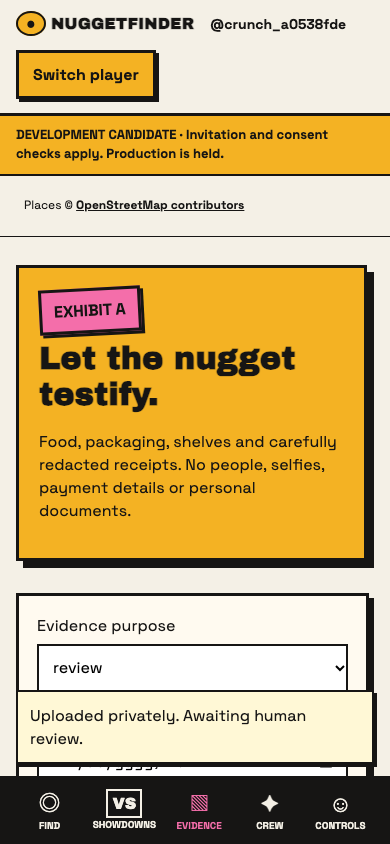 NUGGETFINDER @crunch_a0538fde
Switch player
DEVELOPMENT CANDIDATE · Invitation and consent
checks apply. Production is held.
Places © OpenStreetMap contributors
EXHIBIT A
Let the nugget
testify.
Food, packaging, shelves and carefully
redacted receipts. No people, selfies,
payment details or personal
documents.
Evidence purpose
review
Uploaded privately. Awaiting human
review.
FIND
VS
SHOWDOWNS
EVIDENCE
CREW
CONTROLS